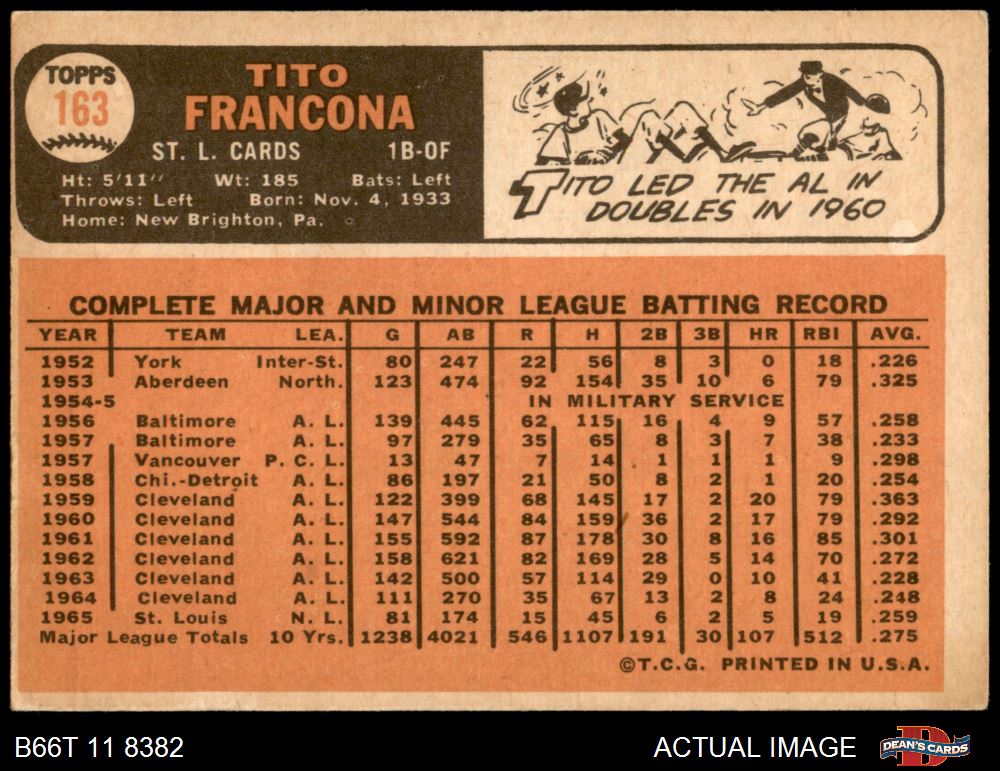 TOPPS
163
TITO
FRANCONA
ST. L. CARDS 1B-OF
Ht: 5'11" Wt: 185 Bats: Left
Throws: Left Born: Nov. 4, 1933
Home: New Brighton, Pa.
TITO LED THE AL IN
DOUBLES IN 1960
COMPLETE MAJOR AND MINOR LEAGUE BATTING RECORD
YEAR TEAM LEA. G AB R H 2B 3B HR RBI AVG.
1952 York Inter-St. 80 247 22 56 8 3 0 18 .226
1953 Aberdeen North. 123 474 92 154 35 10 6 79 .325
1954-5 IN MILITARY SERVICE
1956 Baltimore A. L. 139 445 62 115 16 4 9 57 .258
1957 Baltimore A. L. 97 279 35 65 8 3 7 38 .233
1957 Vancouver P. C. L. 13 47 7 14 1 1 1 9 .298
1958 Chi.-Detroit A. L. 86 197 21 50 8 2 1 20 .254
1959 Cleveland A. L. 122 399 68 145 17 2 20 79 .363
1960 Cleveland A. L. 147 544 84 159 36 2 17 79 .292
1961 Cleveland A. L. 155 592 87 178 30 8 16 85 .301
1962 Cleveland A. L. 158 621 82 169 28 5 14 70 .272
1963 Cleveland A. L. 142 500 57 114 29 0 10 41 .228
1964 Cleveland A. L. 111 270 35 67 13 2 8 24 .248
1965 St. Louis N. L. 81 174 15 45 6 2 5 19 .259
Major League Totals 10 Yrs. 1238 4021 546 1107 191 30 107 512 .275
©T.C.G. PRINTED IN U.S.A.
B66T 11 8382 ACTUAL IMAGE
D
DEAN'S CARDS